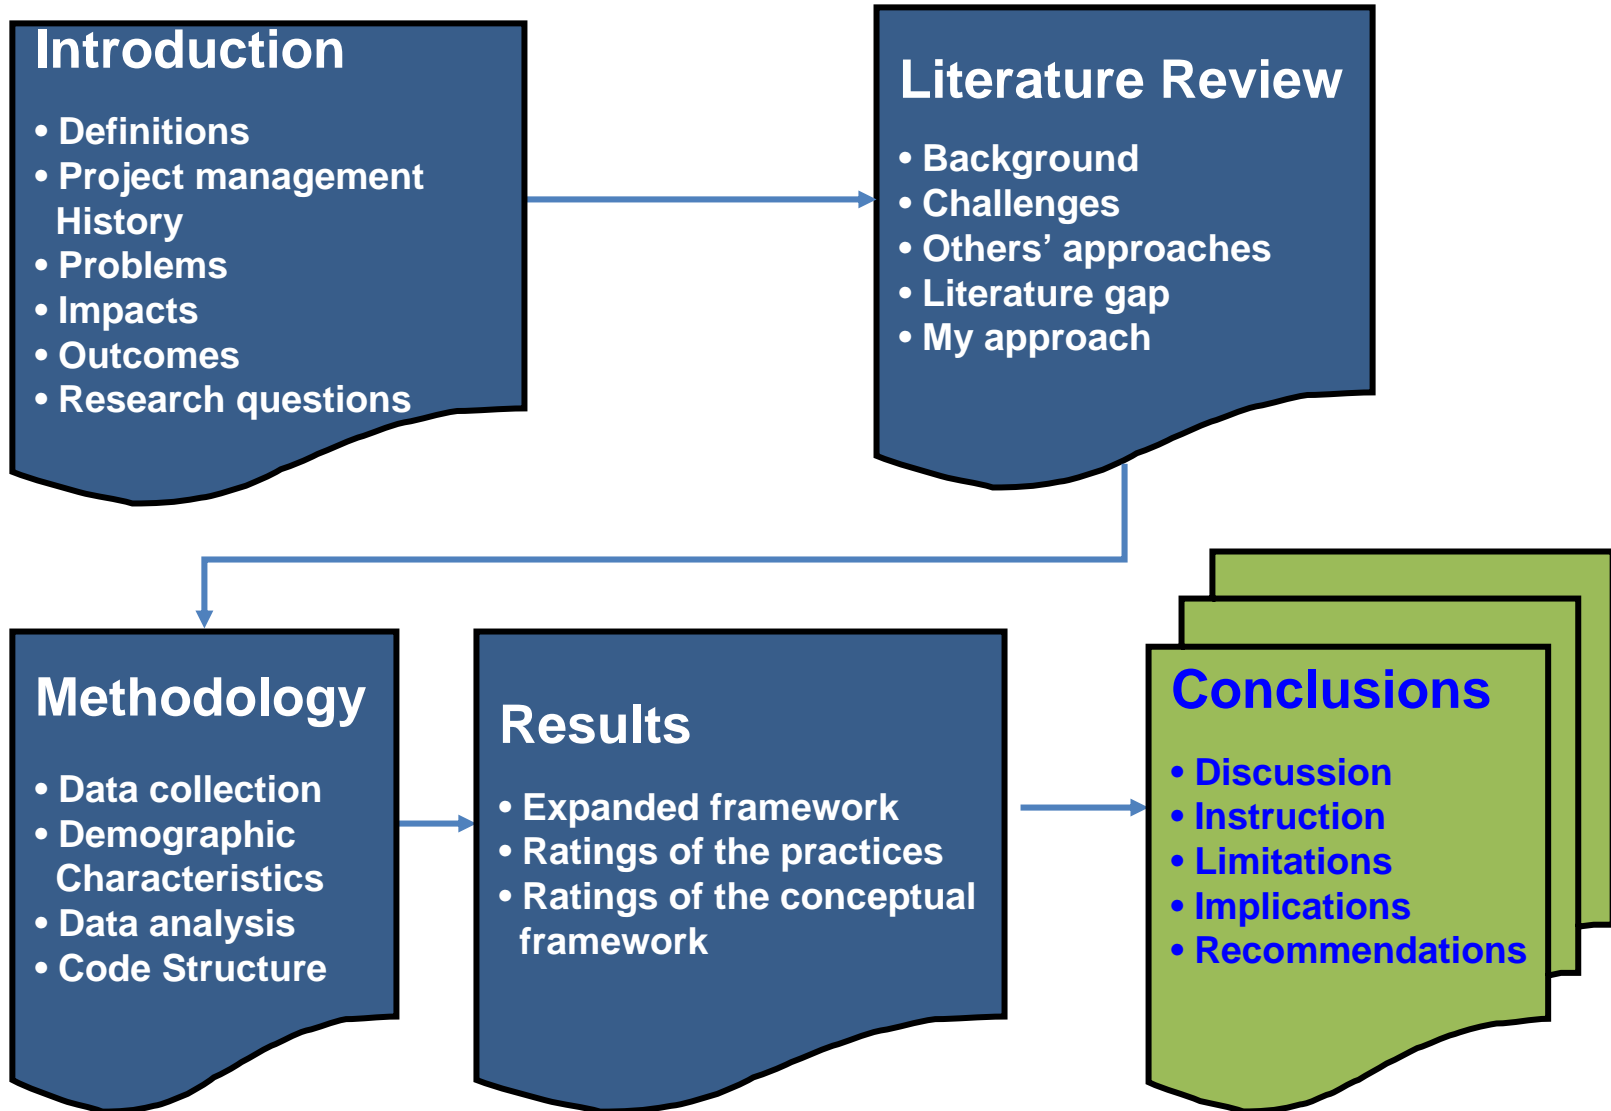 Introduction
• Definitions
• Project management
History
• Problems
• Impacts
• Outcomes
• Research questions
Literature Review
• Background
• Challenges
• Others’ approaches
• Literature gap
• My approach
Methodology
• Data collection
• Demographic
Characteristics
• Data analysis
• Code Structure
Results
• Expanded framework
• Ratings of the practices
• Ratings of the conceptual
framework
Conclusions
• Discussion
• Instruction
• Limitations
• Implications
• Recommendations